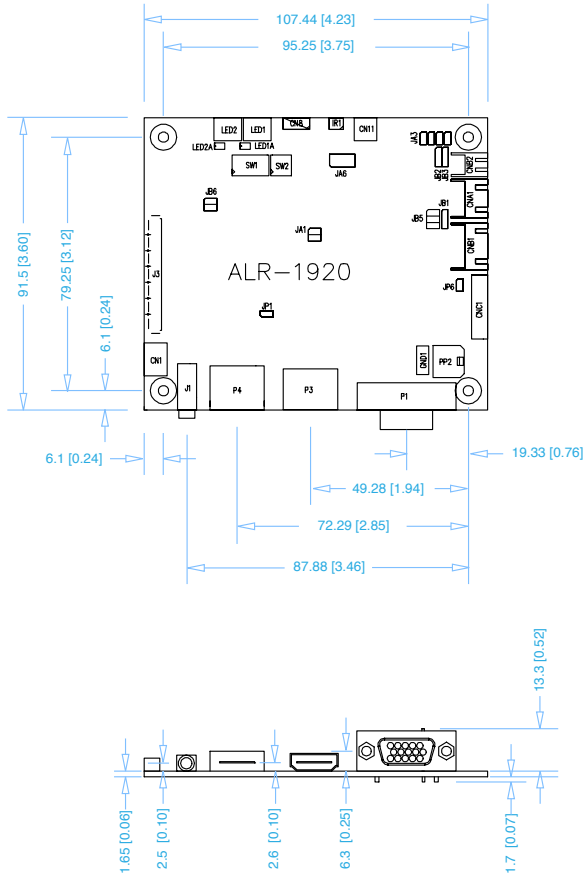 107.44 [4.23]
95.25 [3.75]
LED2 LED1 CN8 IR1 CN11 JA3
LED2A LED1A
SW1 SW2 JA6 JB2 JB3 CNB2
JB6 CNA1
JB5 JB1
JA1 CNB1
91.5 [3.60]
79.25 [3.12]
6.1 [0.24]
J3
ALR-1920
JP6
JP1 CNC1
CN1 GND1 PP2
J1 P4 P3 P1
6.1 [0.24]
19.33 [0.76]
49.28 [1.94]
72.29 [2.85]
87.88 [3.46]
13.3 [0.52]
1.65 [0.06]
2.5 [0.10]
2.6 [0.10]
6.3 [0.25]
1.7 [0.07]